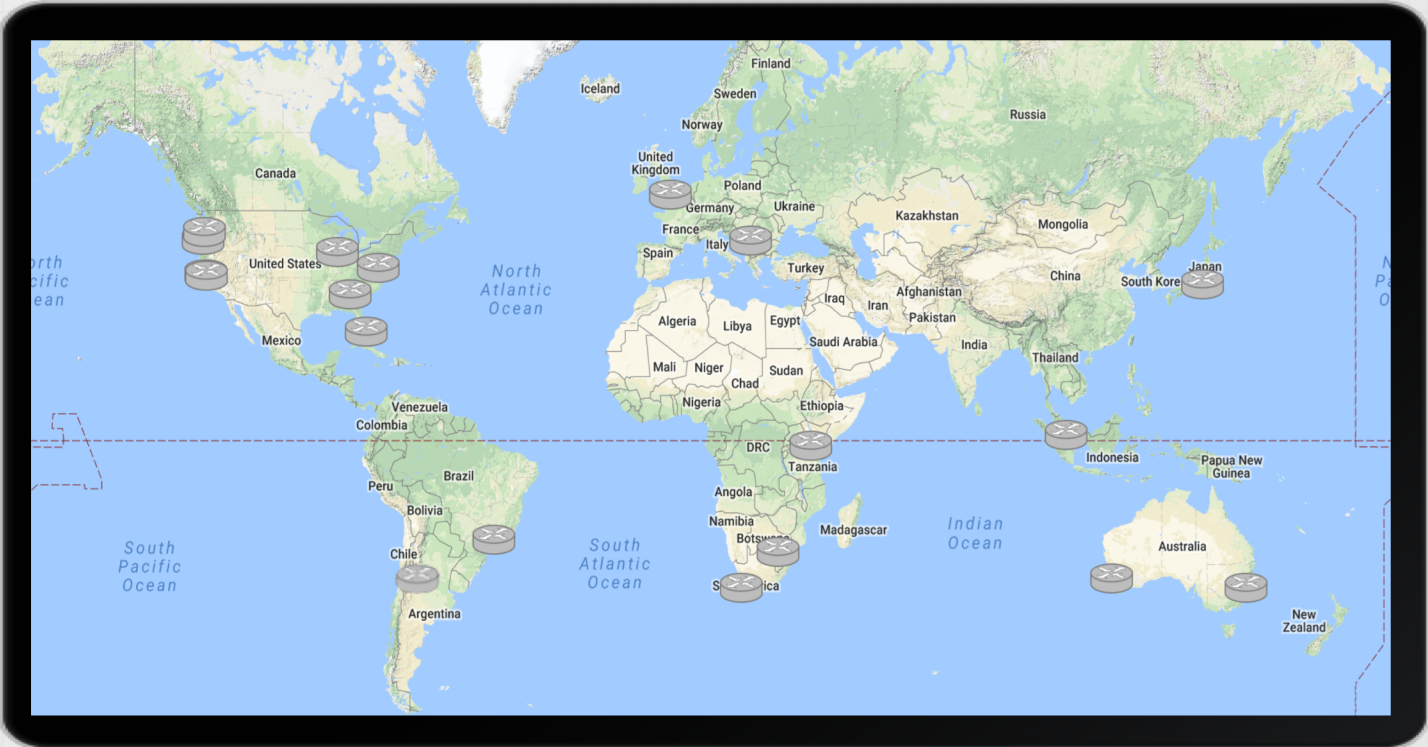 Finland
Iceland
Sweden
Russia
Norway
United
Kingdom
Canada
Poland
Germany
Ukraine
Kazakhstan
Mongolia
France
Italy
Spain
United States
North
Atlantic
Ocean
Turkey
Japan
China
South Kore
Iraq
Iran
Afghanistan
Pakistan
Algeria
Libya
Egypt
Saudi Arabia
India
Mexico
Thailand
Mali
Niger
Chad
Sudan
Nigeria
Ethiopia
Venezuela
Colombia
DRC
Tanzania
Indonesia
Papua New
Guinea
Brazil
Peru
Angola
Bolivia
Namibia
Botswana
Madagascar
Indian
Ocean
Australia
Chile
South
Pacific
Ocean
South
Atlantic
Ocean
Argentina
New
Zealand